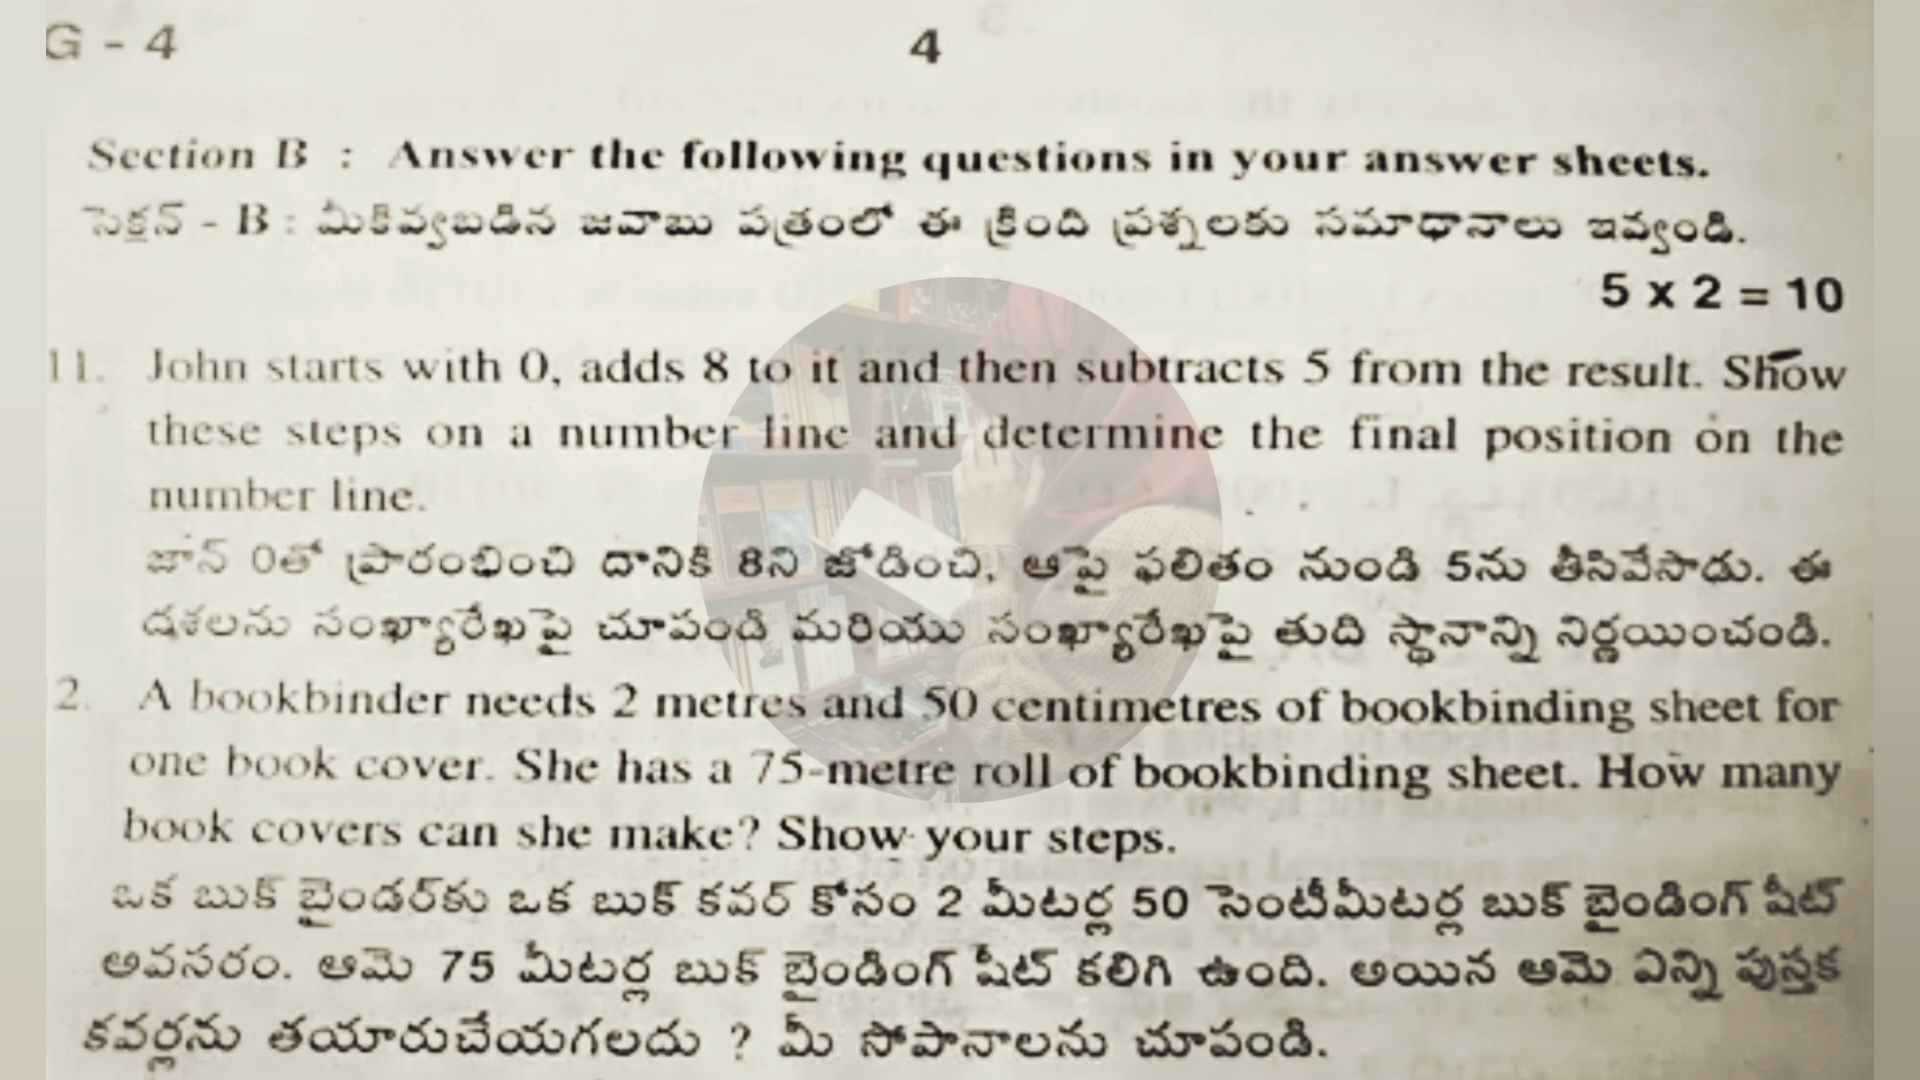 G - 4
4
Section B : Answer the following questions in your answer sheets.
సెక్షన్ - B : మీకివ్వబడిన జవాబు పత్రంలో ఈ క్రింది ప్రశ్నలకు సమాధానాలు ఇవ్వండి.
5 x 2 = 10
11. John starts with 0, adds 8 to it and then subtracts 5 from the result. Show
these steps on a number line and determine the final position on the
number line.
జాన్ 0తో ప్రారంభించి దానికి 8ని జోడించి, ఆపై ఫలితం నుండి 5ను తీసివేసాడు. ఈ
దశలను సంఖ్యారేఖపై చూపండి మరియు సంఖ్యారేఖపై తుది స్థానాన్ని నిర్ణయించండి.
2. A bookbinder needs 2 metres and 50 centimetres of bookbinding sheet for
one book cover. She has a 75-metre roll of bookbinding sheet. How many
book covers can she make? Show your steps.
ఒక బుక్ బైండర్‌కు ఒక బుక్ కవర్ కోసం 2 మీటర్ల 50 సెంటీమీటర్ల బుక్ బైండింగ్ షీట్
అవసరం. ఆమె 75 మీటర్ల బుక్ బైండింగ్ షీట్ కలిగి ఉంది. అయిన ఆమె ఎన్ని పుస్తక
కవర్లను తయారుచేయగలదు ? మీ సోపానాలను చూపండి.